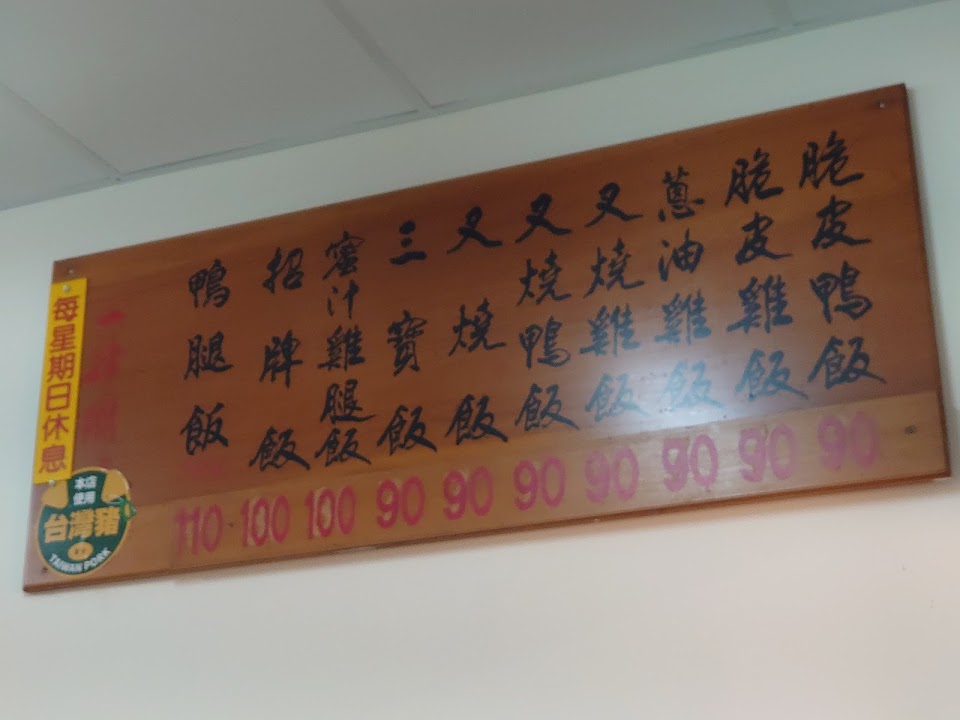 脆皮鴨飯 90
脆皮雞飯 90
蔥油雞飯 90
叉燒雞飯 90
叉燒鴨飯 90
叉燒飯 90
三寶飯 90
蜜汁雞腿飯 100
招牌飯 100
鴨腿飯 110
每星期日休息
本店
使用
台灣豬
TAIWAN PORK